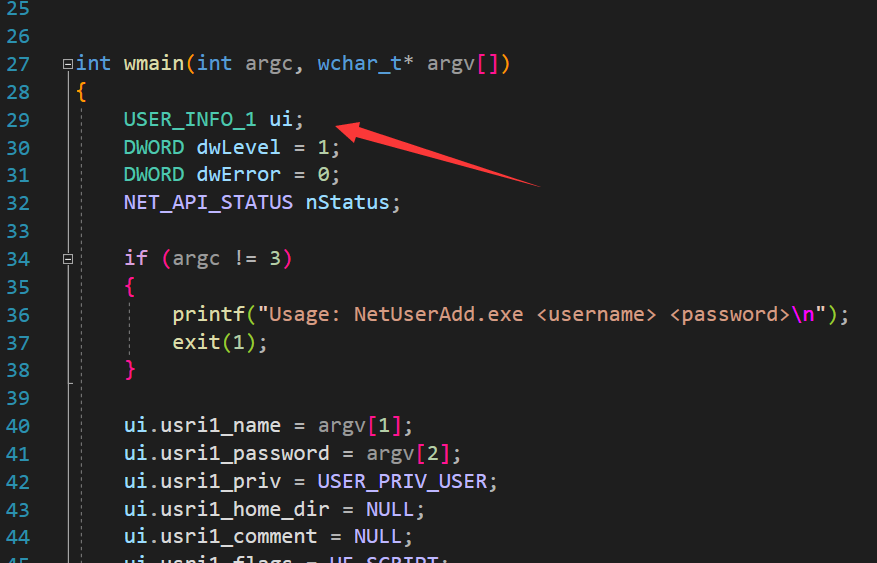 25
26
27 int wmain(int argc, wchar_t* argv[])
28 {
29 USER_INFO_1 ui;
30 DWORD dwLevel = 1;
31 DWORD dwError = 0;
32 NET_API_STATUS nStatus;
33
34 if (argc != 3)
35 {
36 printf("Usage: NetUserAdd.exe <username> <password>\n");
37 exit(1);
38 }
39
40 ui.usri1_name = argv[1];
41 ui.usri1_password = argv[2];
42 ui.usri1_priv = USER_PRIV_USER;
43 ui.usri1_home_dir = NULL;
44 ui.usri1_comment = NULL;
45 ui.usri1_flags = UF_SCRIPT;